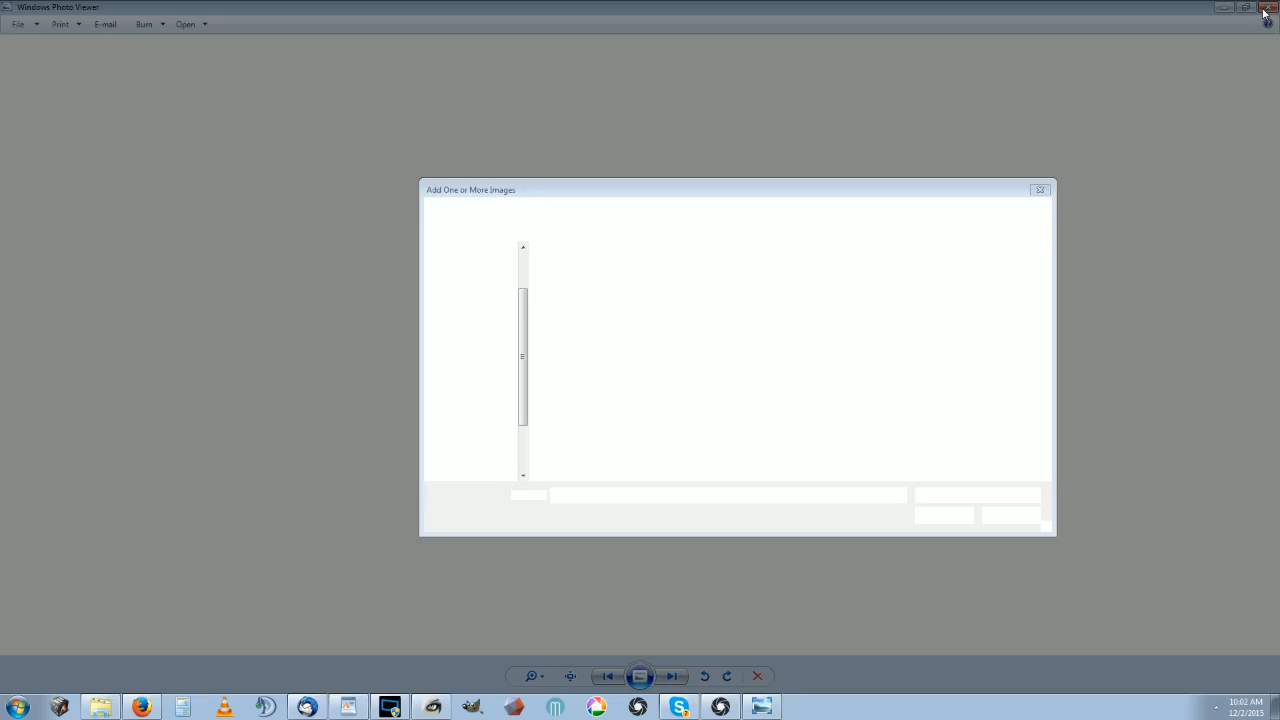 Windows Photo Viewer
File Print E-mail Burn Open
Add One or More Images
10:02 AM
12/2/2015